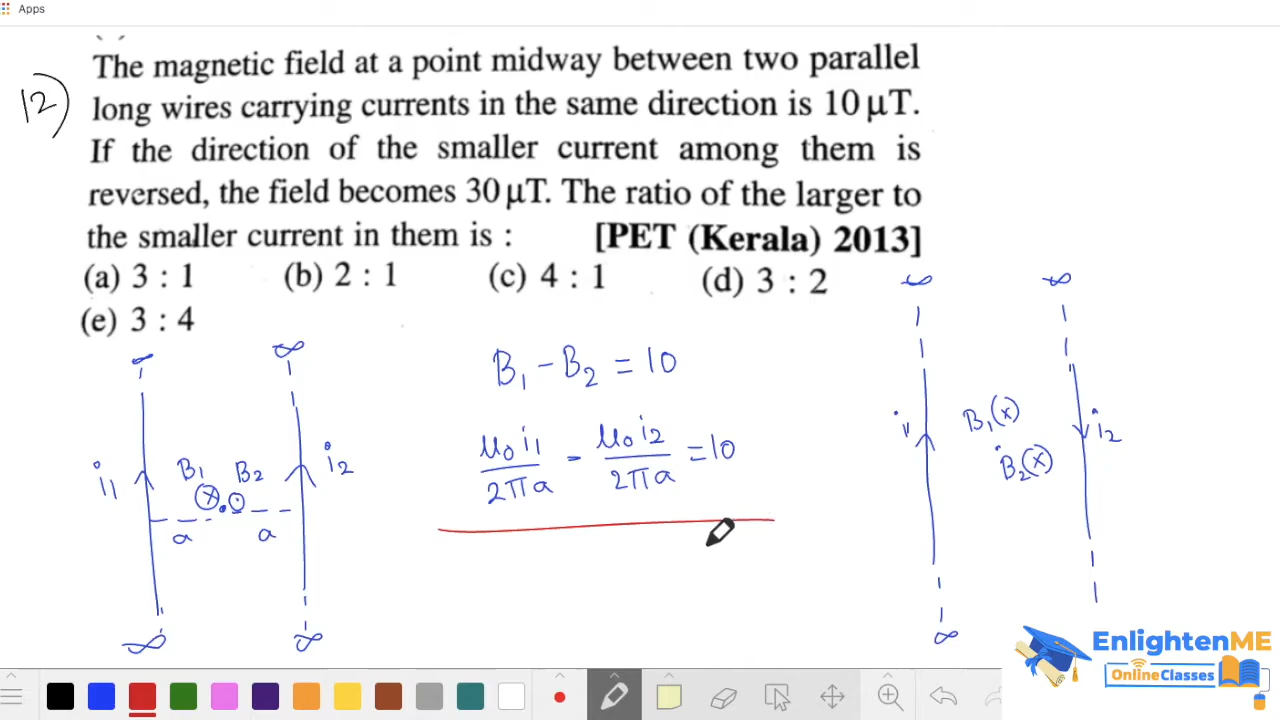 Apps
12)
The magnetic field at a point midway between two parallel
long wires carrying currents in the same direction is 10 μT.
If the direction of the smaller current among them is
reversed, the field becomes 30 μT. The ratio of the larger to
the smaller current in them is : [PET (Kerala) 2013]
(a) 3 : 1 (b) 2 : 1 (c) 4 : 1 (d) 3 : 2
(e) 3 : 4
∞ ∞
i1 B1 B2 i2
a a
∞ ∞
B1 - B2 = 10
μ0 i1 / 2πa - μ0 i2 / 2πa = 10
∞ ∞
i1 B1(x) i2
B2(x)
∞
EnlightenME
OnlineClasses